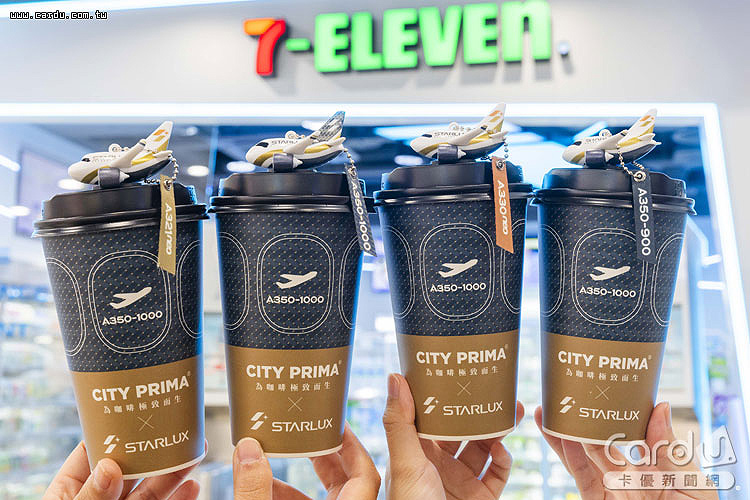 www.cardu.com.tw
7-ELEVEN
STARLUX
A321neo
A350-1000
A330neo
A350-900
A350-1000
A350-1000
A350-1000
A350-1000
CITY PRIMA®
為咖啡極致而生
×
STARLUX
CITY PRIMA®
為咖啡極致而生
×
STARLUX
CITY PRIMA®
為咖啡極致而生
×
STARLUX
CITY PRIMA®
為咖啡極致而生
×
STARLUX
CardU
卡優新聞網